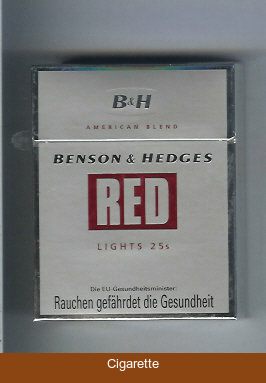 B&H
AMERICAN BLEND
BENSON & HEDGES
RED
LIGHTS 25s
Die EU-Gesundheitsminister:
Rauchen gefährdet die Gesundheit
Cigarette